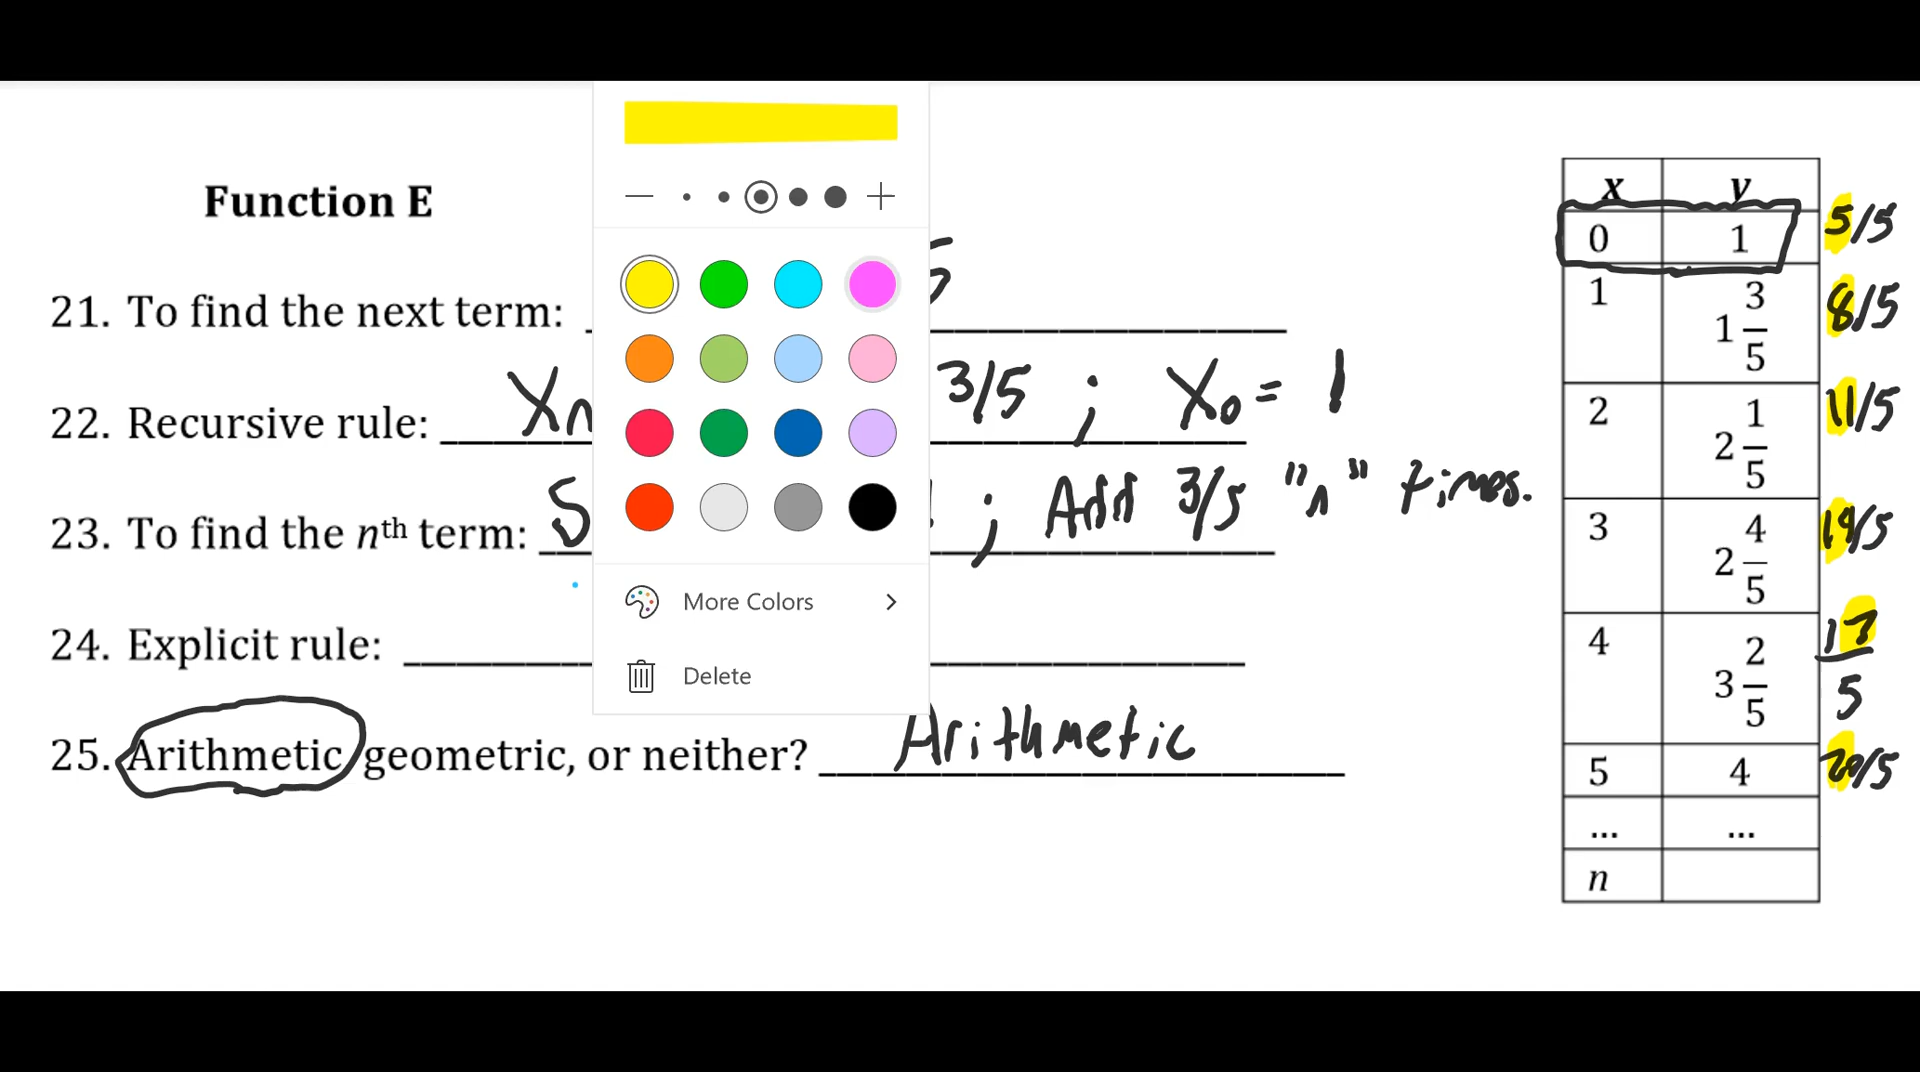 Function E
21. To find the next term:
22. Recursive rule: Xn 3/5 ; X₀ = 1
23. To find the nth term: ; Add 3/5 "n" times.
24. Explicit rule:
25. Arithmetic geometric, or neither? Arithmetic
More Colors
Delete
x y
0 1 5/5
1 1 3/5 8/5
2 2 1/5 11/5
3 2 4/5 14/5
4 3 2/5 17/5
5 4 20/5
... ...
n